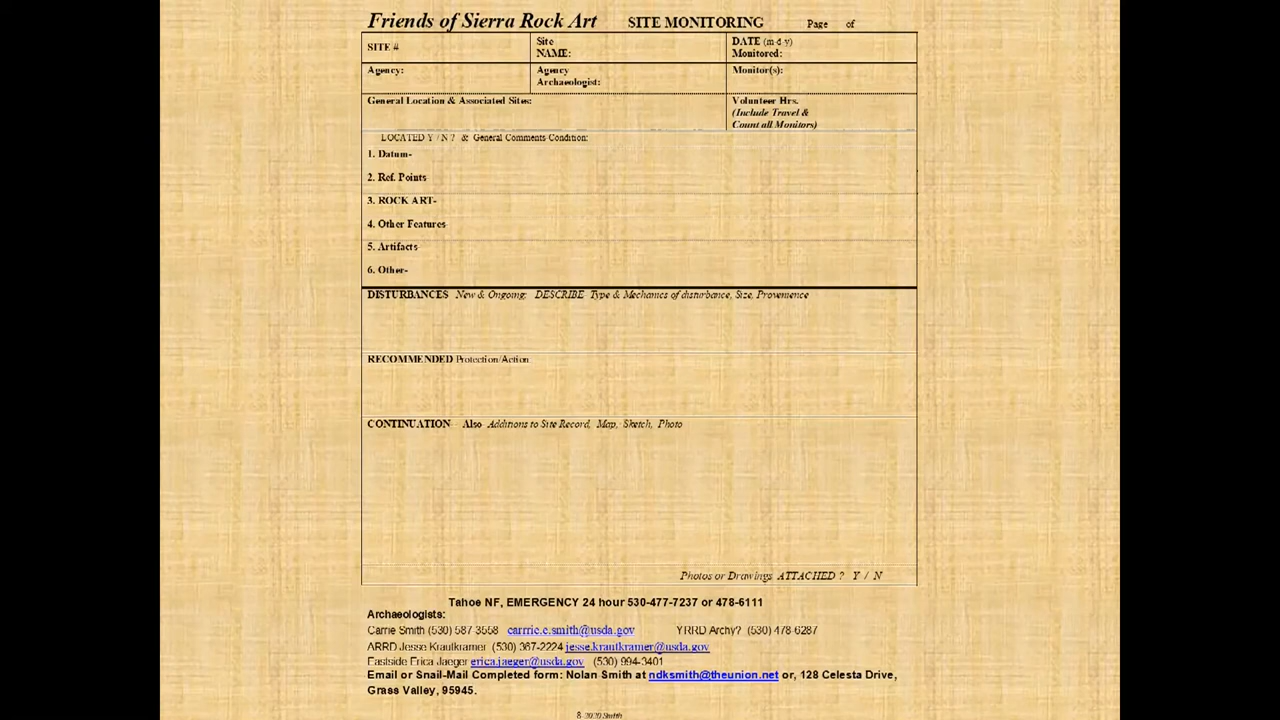 Friends of Sierra Rock Art SITE MONITORING Page of
SITE # Site NAME: DATE (m-d-y) Monitored:
Agency: Agency Archaeologist: Monitor(s):
General Location & Associated Sites: Volunteer Hrs. (Include Travel & Count all Monitors)
LOCATED Y / N ? & General Comments-Condition:
1. Datum-
2. Ref. Points
3. ROCK ART-
4. Other Features
5. Artifacts
6. Other-
DISTURBANCES New & Ongoing: DESCRIBE Type & Mechanics of disturbance, Size, Provenience
RECOMMENDED Protection/Action
CONTINUATION-- Also- Additions to Site Record, Map, Sketch, Photo
Photos or Drawings ATTACHED ? Y / N
Tahoe NF, EMERGENCY 24 hour 530-477-7237 or 478-6111
Archaeologists:
Carrie Smith (530) 587-3558 carrrie.e.smith@usda.gov YRRD Archy? (530) 478-6287
ARRD Jesse Krautkramer (530) 367-2224 jesse.krautkramer@usda.gov
Eastside Erica Jaeger erica.jaeger@usda.gov (530) 994-3401
Email or Snail-Mail Completed form: Nolan Smith at ndksmith@theunion.net or, 128 Celesta Drive,
Grass Valley, 95945.
8-2020 Smith